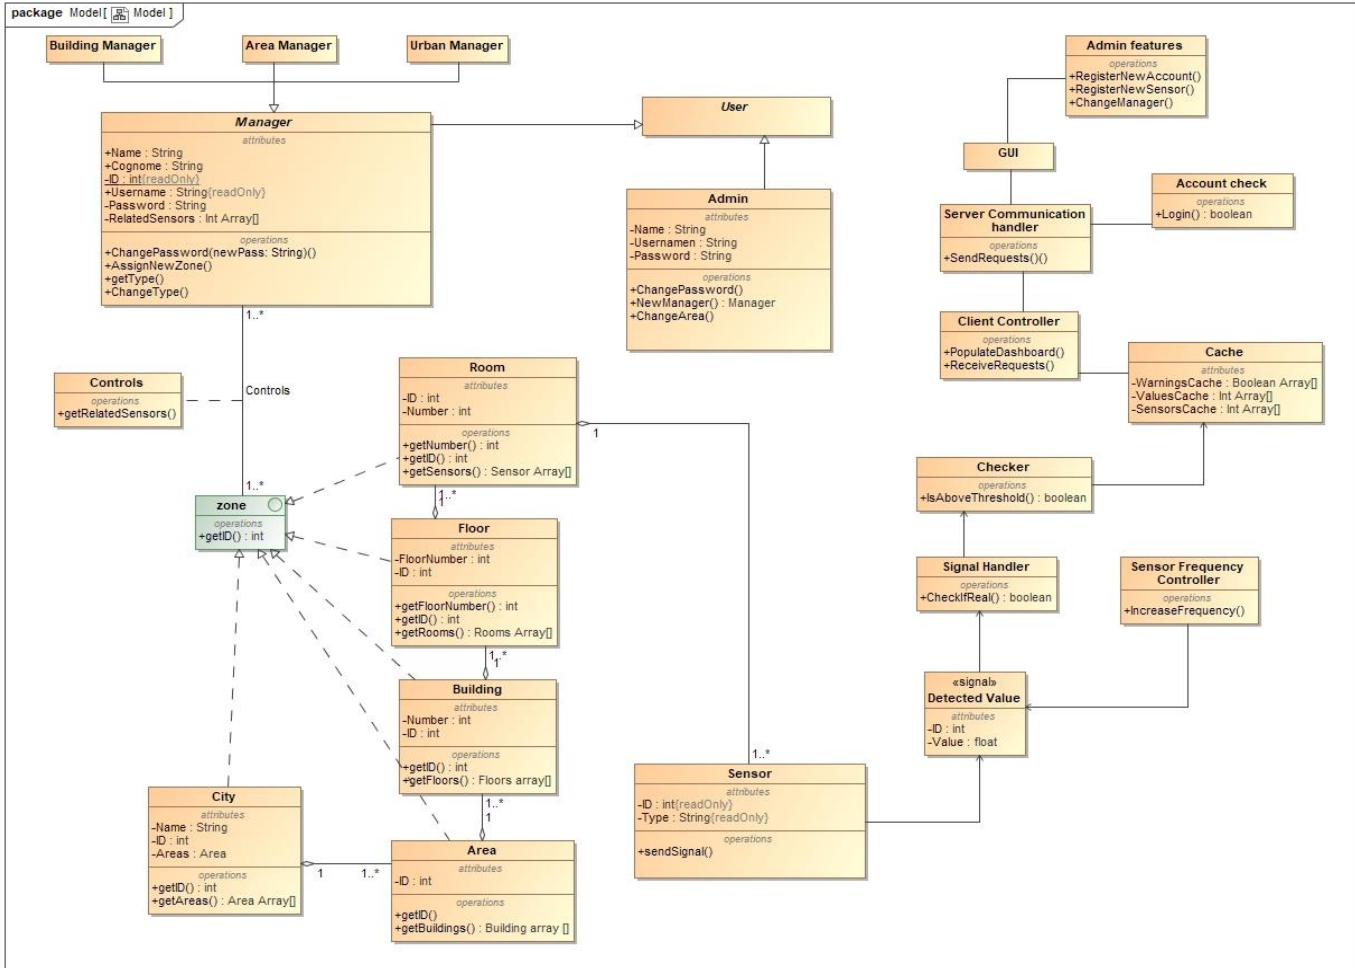 package Model [ Model ]
Building Manager
Area Manager
Urban Manager
Manager
attributes
+Name : String
+Cognome : String
-ID : int{readOnly}
+Username : String{readOnly}
-Password : String
-RelatedSensors : Int Array[]
operations
+ChangePassword(newPass: String)()
+AssignNewZone()
+getType()
+ChangeType()
User
Admin
attributes
-Name : String
-Usernamen : String
-Password : String
+ChangePassword()
+NewManager() : Manager
+ChangeArea()
Admin features
operations
+RegisterNewAccount()
+RegisterNewSensor()
+ChangeManager()
GUI
Account check
operations
+Login() : boolean
Server Communication
handler
operations
+SendRequests()()
Client Controller
operations
+PopulateDashboard()
+ReceiveRequests()
Cache
attributes
-WarningsCache : Boolean Array[]
-ValuesCache : Int Array[]
-SensorsCache : Int Array[]
1..*
Controls
1..*
Controls
operations
+getRelatedSensors()
zone
operations
+getID() : int
Room
attributes
-ID : int
-Number : int
operations
+getNumber() : int
+getID() : int
+getSensors() : Sensor Array[]
1
1..*
1
Floor
attributes
-FloorNumber : int
-ID : int
operations
+getFloorNumber() : int
+getID() : int
+getRooms() : Rooms Array[]
1..*
1
Building
attributes
-Number : int
-ID : int
operations
+getID() : int
+getFloors() : Floors array[]
1..*
1
City
attributes
-Name : String
-ID : int
-Areas : Area
operations
+getID() : int
+getAreas() : Area Array[]
1
1..*
Area
attributes
-ID : int
operations
+getID()
+getBuildings() : Building array []
1..*
Sensor
attributes
-ID : int{readOnly}
-Type : String{readOnly}
operations
+sendSignal()
Checker
operations
+IsAboveThreshold() : boolean
Signal Handler
operations
+CheckIfReal() : boolean
Sensor Frequency
Controller
operations
+IncreaseFrequency()
«signal»
Detected Value
attributes
-ID : int
-Value : float